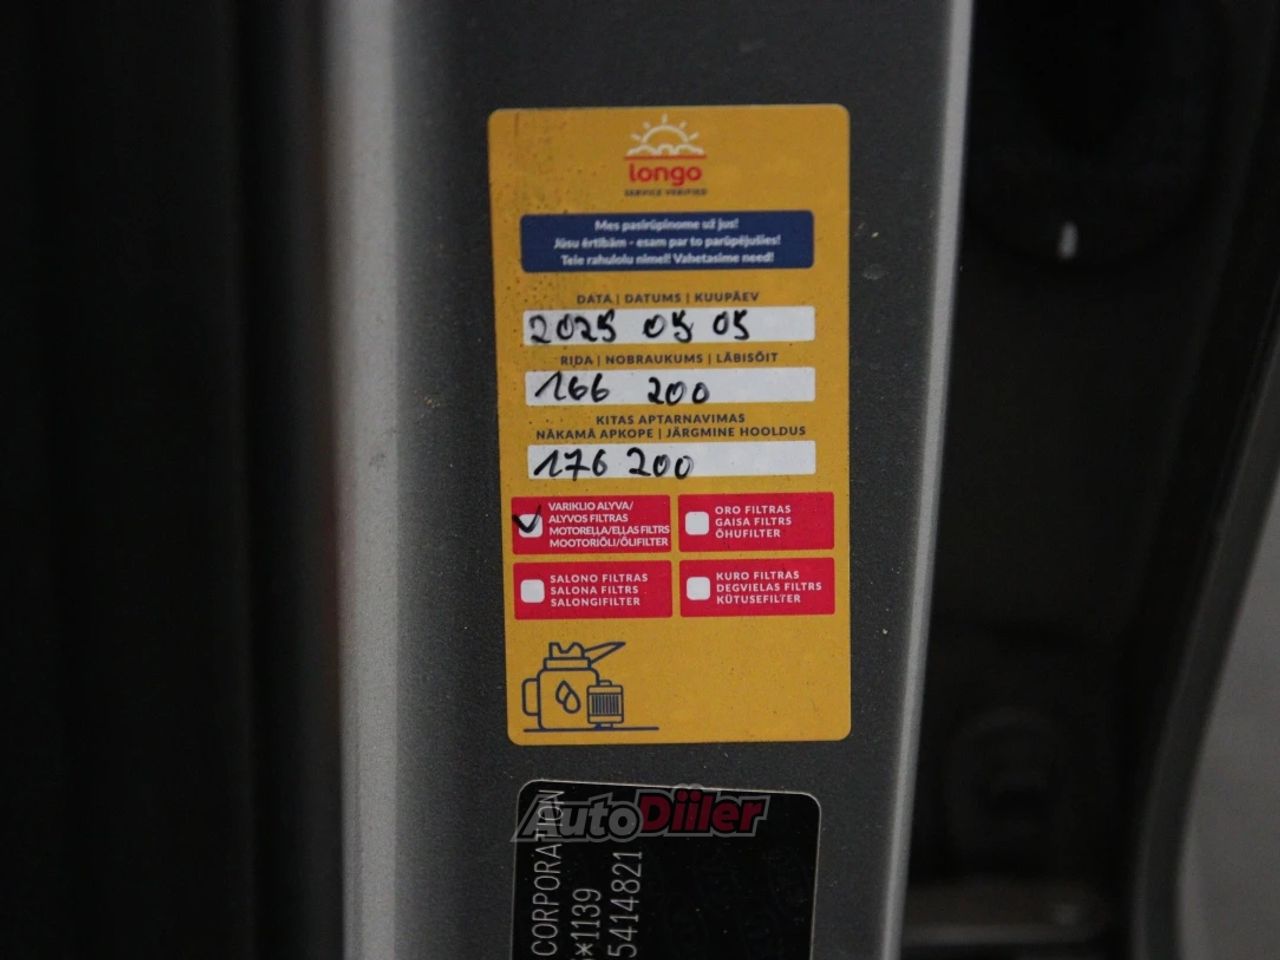 longo
SERVICE VERIFIED
Mes pasirūpinome už jus!
Jūsu ērtībām - esam par to parūpējušies!
Teie rahulolu nimel! Vahetasime need!
DATA | DATUMS | KUUPÄEV
2025 05 05
RIDA | NOBRAUKUMS | LÄBISÕIT
166 200
KITAS APTARNAVIMAS
NĀKAMĀ APKOPE | JÄRGMINE HOOLDUS
176 200
VARIKLIO ALYVA/
ALYVOS FILTRAS
MOTOREĻĻA/EĻĻAS FILTRS
MOOTORIÕLI/ÕLIFILTER
ORO FILTRAS
GAISA FILTRS
ÕHUFILTER
SALONO FILTRAS
SALONA FILTRS
SALONGIFILTER
KURO FILTRAS
DEGVIELAS FILTRS
KÜTUSEFILTER
AutoDiiler
CORPORATION
*1139
5414821